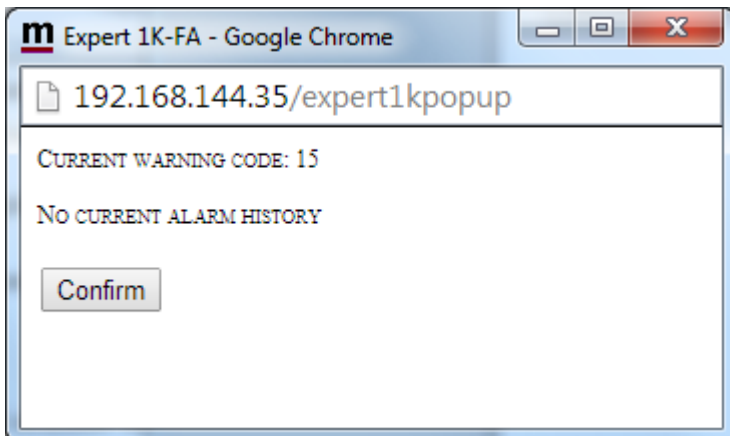 m Expert 1K-FA - Google Chrome
192.168.144.35/expert1kpopup
Current warning code: 15
No current alarm history
Confirm